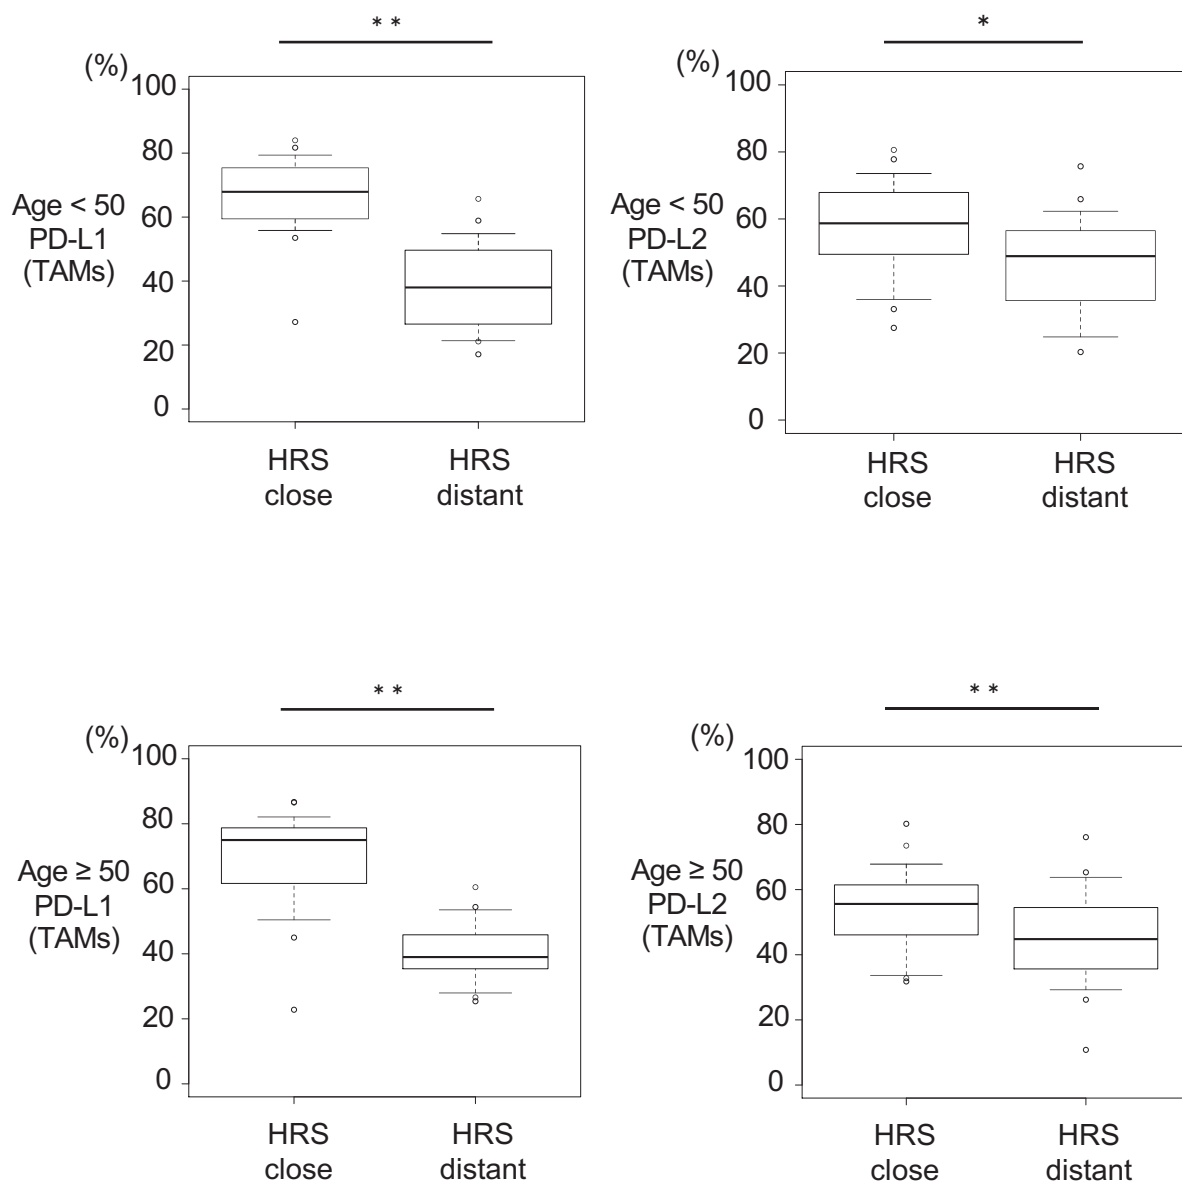 * *
(%)
100
80
60
40
20
0
Age < 50
PD-L1
(TAMs)
HRS
close
HRS
distant
*
(%)
100
80
60
40
20
0
Age < 50
PD-L2
(TAMs)
HRS
close
HRS
distant
* *
(%)
100
80
60
40
20
0
Age ≥ 50
PD-L1
(TAMs)
HRS
close
HRS
distant
* *
(%)
100
80
60
40
20
0
Age ≥ 50
PD-L2
(TAMs)
HRS
close
HRS
distant